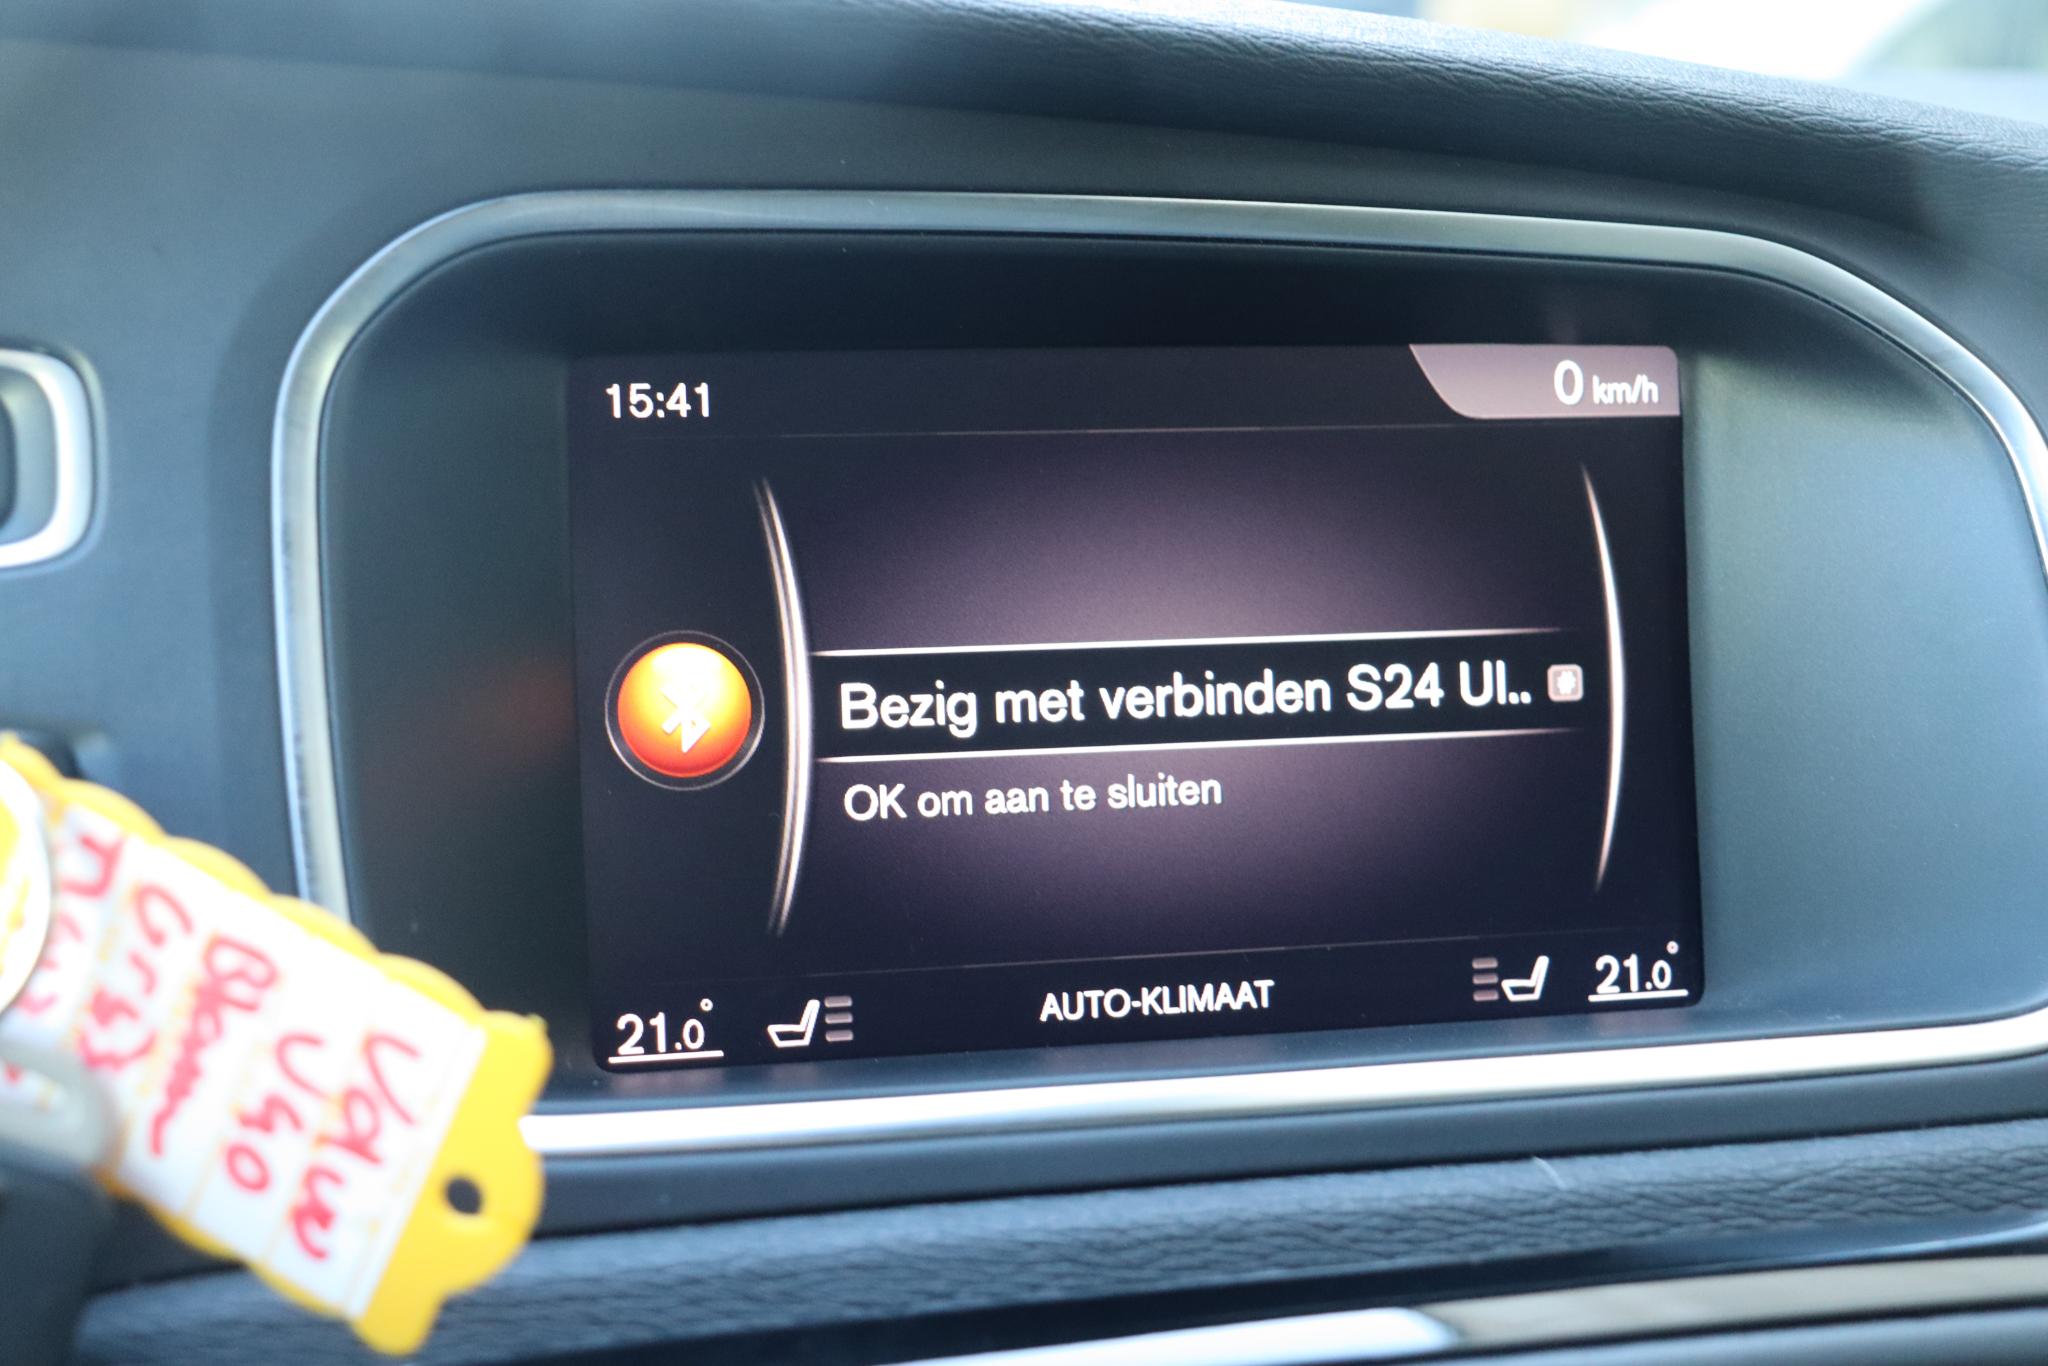 15:41
0 km/h
Bezig met verbinden S24 Ul..
OK om aan te sluiten
21.0°
AUTO-KLIMAAT
21.0°
V40
Blauw